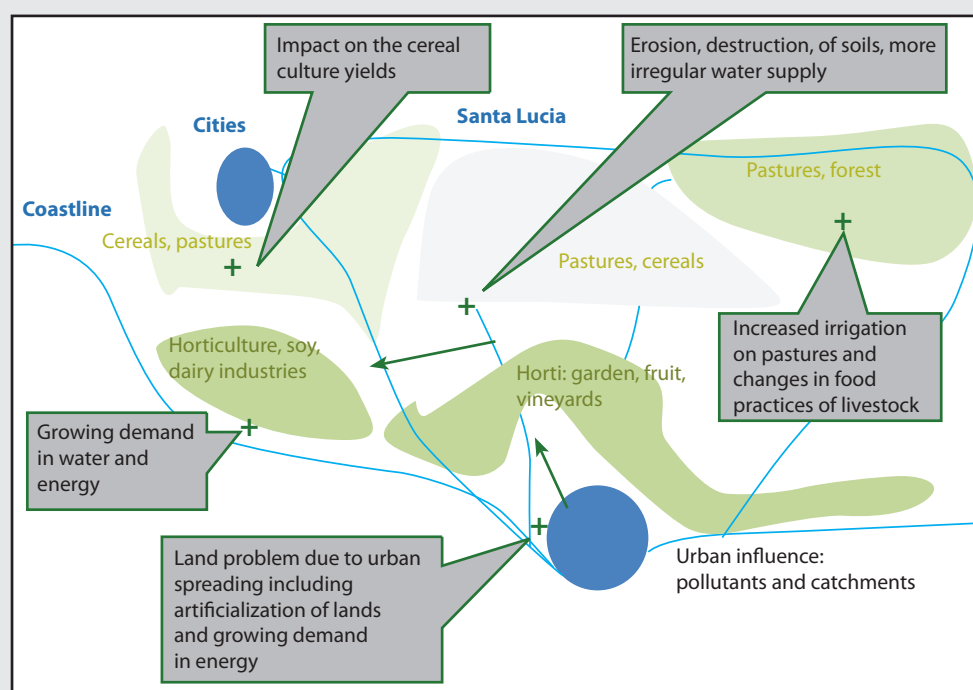 Impact on the cereal
culture yields
Erosion, destruction, of soils, more
irregular water supply
Cities
Santa Lucia
Pastures, forest
Coastline
Cereals, pastures
Pastures, cereals
Increased irrigation
on pastures and
changes in food
practices of livestock
Horticulture, soy,
dairy industries
Horti: garden, fruit,
vineyards
Growing demand
in water and
energy
Land problem due to urban
spreading including
artificialization of lands
and growing demand
in energy
Urban influence:
pollutants and catchments